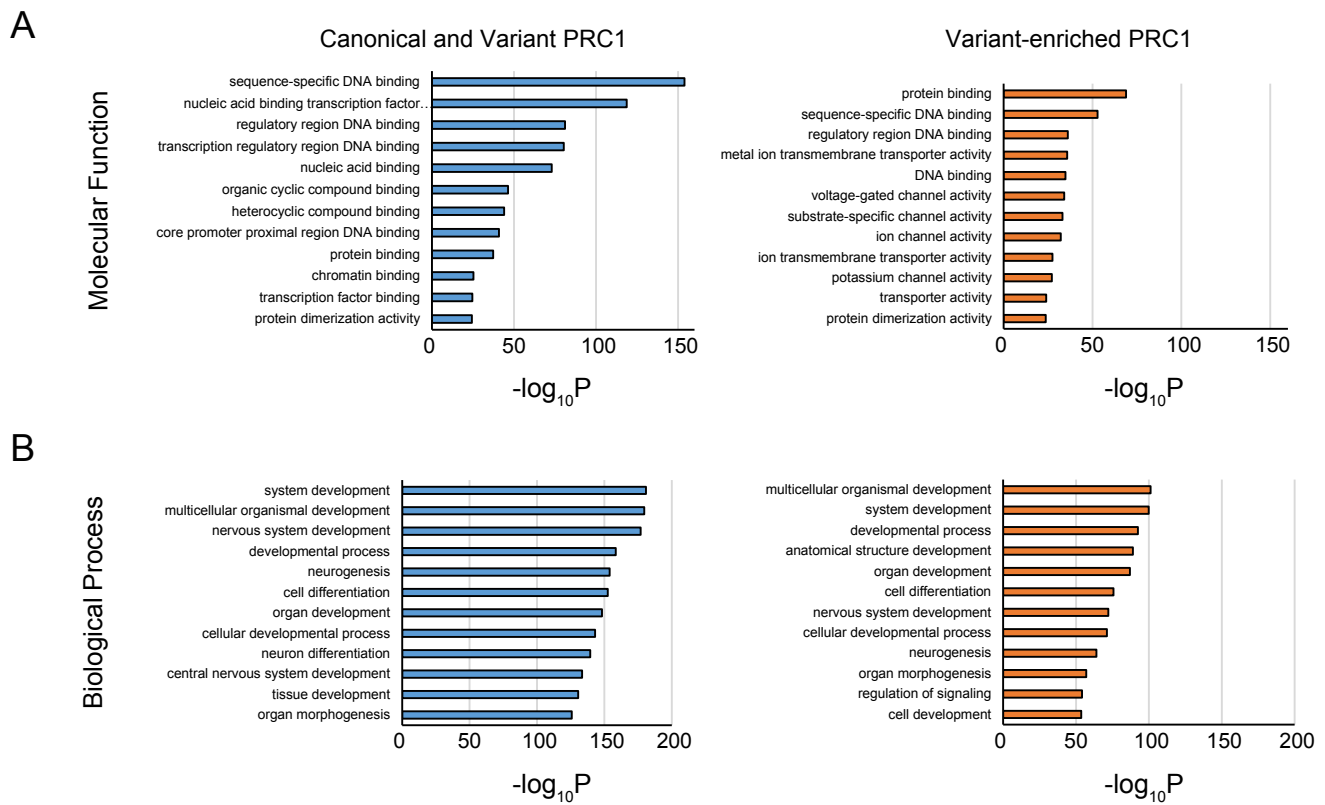 A
Canonical and Variant PRC1
Variant-enriched PRC1
Molecular Function
sequence-specific DNA binding
nucleic acid binding transcription factor…
regulatory region DNA binding
transcription regulatory region DNA binding
nucleic acid binding
organic cyclic compound binding
heterocyclic compound binding
core promoter proximal region DNA binding
protein binding
chromatin binding
transcription factor binding
protein dimerization activity
0 50 100 150
-log10P
protein binding
sequence-specific DNA binding
regulatory region DNA binding
metal ion transmembrane transporter activity
DNA binding
voltage-gated channel activity
substrate-specific channel activity
ion channel activity
ion transmembrane transporter activity
potassium channel activity
transporter activity
protein dimerization activity
0 50 100 150
-log10P
B
Biological Process
system development
multicellular organismal development
nervous system development
developmental process
neurogenesis
cell differentiation
organ development
cellular developmental process
neuron differentiation
central nervous system development
tissue development
organ morphogenesis
0 50 100 150 200
-log10P
multicellular organismal development
system development
developmental process
anatomical structure development
organ development
cell differentiation
nervous system development
cellular developmental process
neurogenesis
organ morphogenesis
regulation of signaling
cell development
0 50 100 150 200
-log10P